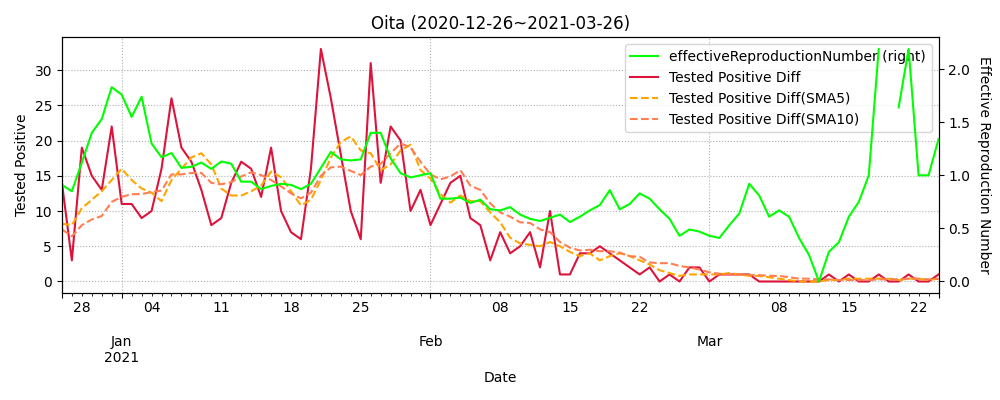 Oita (2020-12-26~2021-03-26)
effectiveReproductionNumber (right)
Tested Positive Diff
Tested Positive Diff(SMA5)
Tested Positive Diff(SMA10)
Tested Positive
30
25
20
15
10
5
0
2.0
1.5
1.0
0.5
0.0
Effective Reproduction Number
28 04 11 18 25 08 15 22 08 15 22
Jan Feb Mar
2021
Date